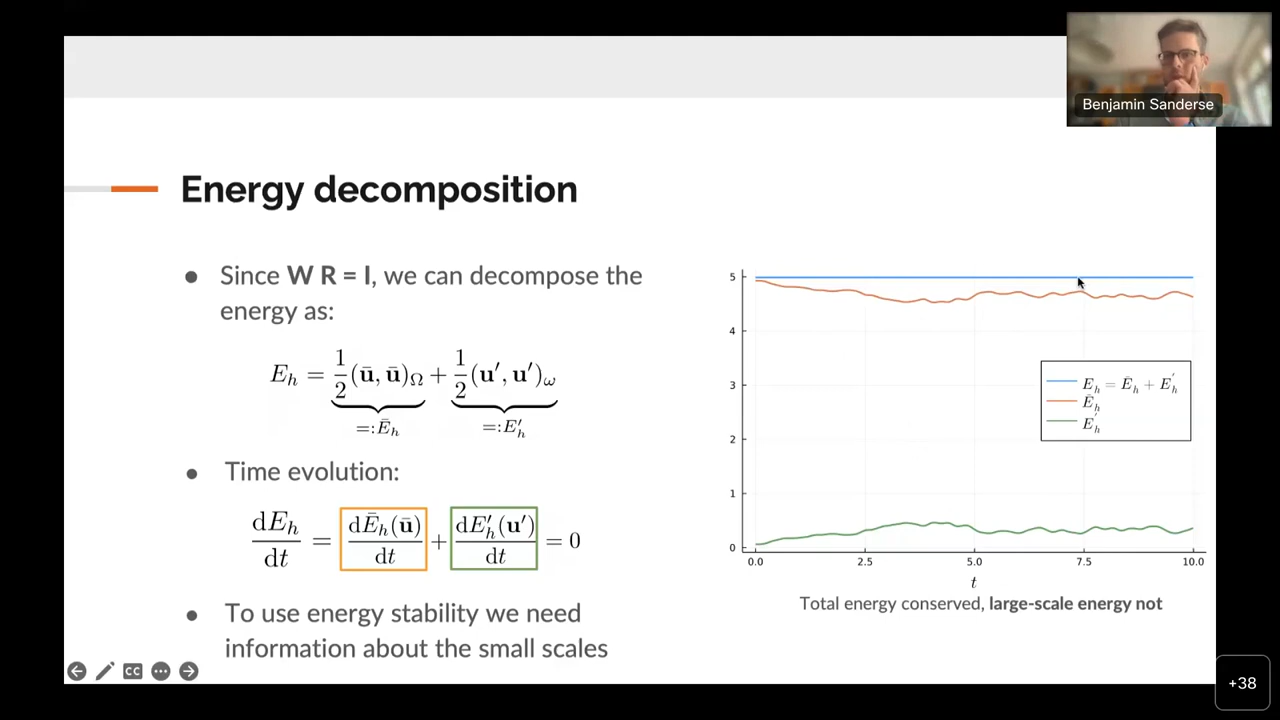 Benjamin Sanderse
Energy decomposition
● Since W R = I, we can decompose the
energy as:
E_h = 1/2 (ū, ū)_Ω + 1/2 (u′, u′)_ω
=:Ē_h =:E′_h
● Time evolution:
dE_h/dt = dĒ_h(ū)/dt + dE′_h(u′)/dt = 0
● To use energy stability we need
information about the small scales
5
4
3
2
1
0
E_h = Ē_h + E′_h
Ē_h
E′_h
0.0 2.5 5.0 7.5 10.0
t
Total energy conserved, large-scale energy not
CC
+38